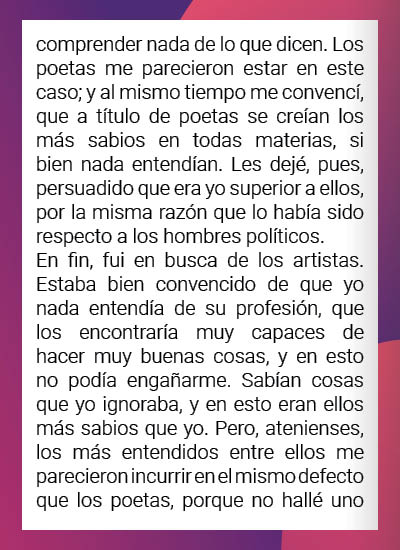 comprender nada de lo que dicen. Los
poetas me parecieron estar en este
caso; y al mismo tiempo me convencí,
que a título de poetas se creían los
más sabios en todas materias, si
bien nada entendían. Les dejé, pues,
persuadido que era yo superior a ellos,
por la misma razón que lo había sido
respecto a los hombres políticos.
En fin, fui en busca de los artistas.
Estaba bien convencido de que yo
nada entendía de su profesión, que
los encontraría muy capaces de
hacer muy buenas cosas, y en esto
no podía engañarme. Sabían cosas
que yo ignoraba, y en esto eran ellos
más sabios que yo. Pero, atenienses,
los más entendidos entre ellos me
parecieron incurrir en el mismo defecto
que los poetas, porque no hallé uno